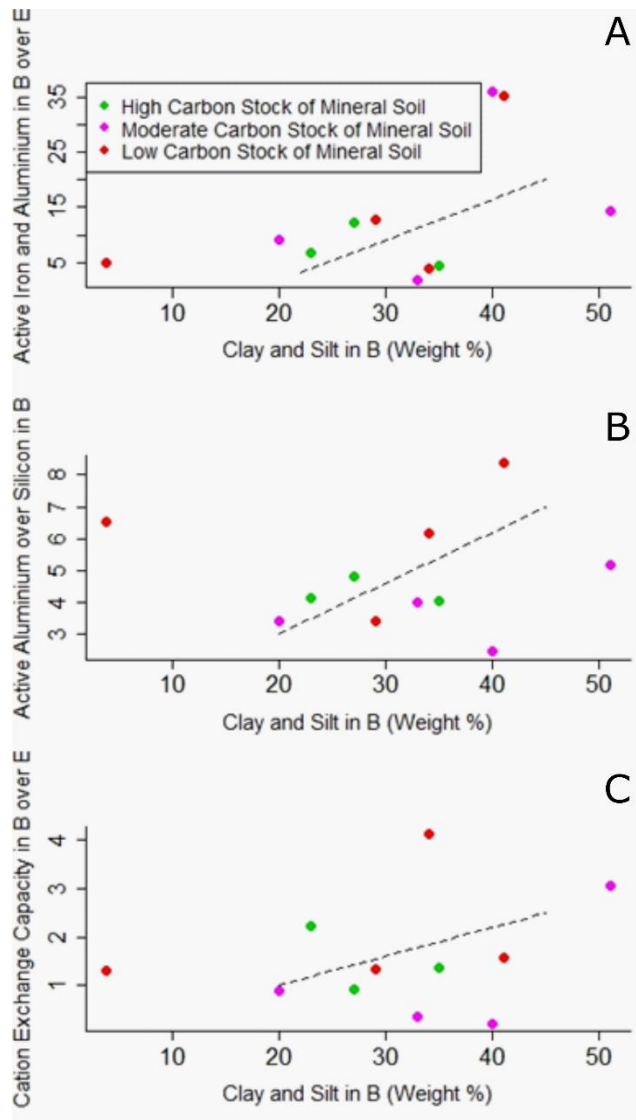 A
Active Iron and Aluminium in B over E
35
25
15
5
High Carbon Stock of Mineral Soil
Moderate Carbon Stock of Mineral Soil
Low Carbon Stock of Mineral Soil
10 20 30 40 50
Clay and Silt in B (Weight %)
B
Active Aluminium over Silicon in B
8
7
6
5
4
3
10 20 30 40 50
Clay and Silt in B (Weight %)
C
Cation Exchange Capacity in B over E
4
3
2
1
10 20 30 40 50
Clay and Silt in B (Weight %)